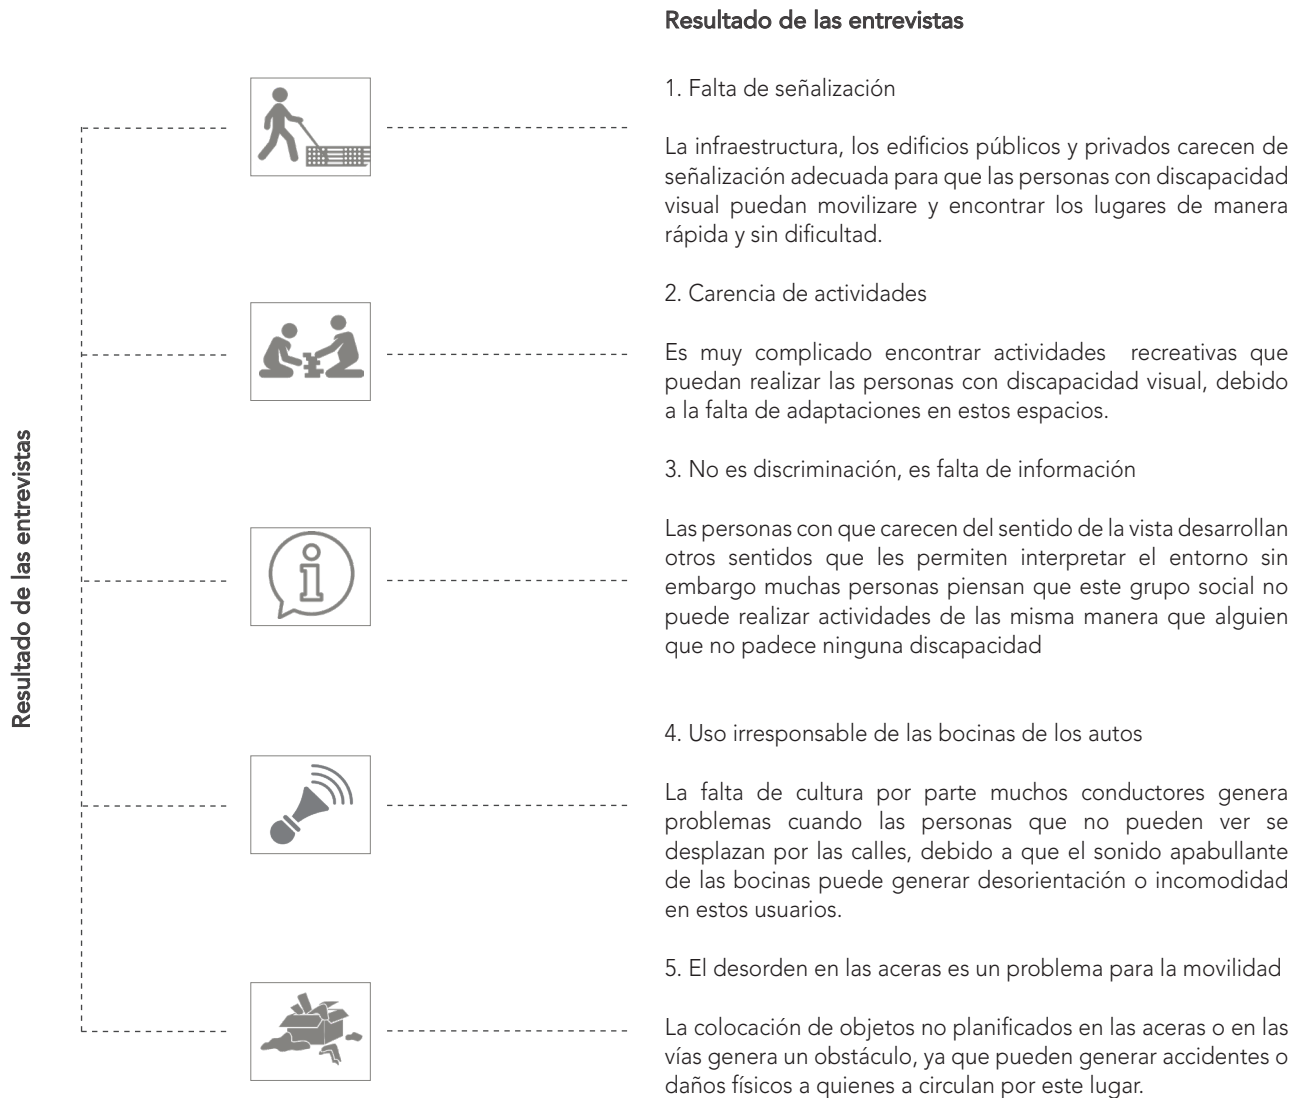 Resultado de las entrevistas
Resultado de las entrevistas
1. Falta de señalización
La infraestructura, los edificios públicos y privados carecen de
señalización adecuada para que las personas con discapacidad
visual puedan movilizare y encontrar los lugares de manera
rápida y sin dificultad.
2. Carencia de actividades
Es muy complicado encontrar actividades recreativas que
puedan realizar las personas con discapacidad visual, debido
a la falta de adaptaciones en estos espacios.
3. No es discriminación, es falta de información
Las personas con que carecen del sentido de la vista desarrollan
otros sentidos que les permiten interpretar el entorno sin
embargo muchas personas piensan que este grupo social no
puede realizar actividades de las misma manera que alguien
que no padece ninguna discapacidad
4. Uso irresponsable de las bocinas de los autos
La falta de cultura por parte muchos conductores genera
problemas cuando las personas que no pueden ver se
desplazan por las calles, debido a que el sonido apabullante
de las bocinas puede generar desorientación o incomodidad
en estos usuarios.
5. El desorden en las aceras es un problema para la movilidad
La colocación de objetos no planificados en las aceras o en las
vías genera un obstáculo, ya que pueden generar accidentes o
daños físicos a quienes a circulan por este lugar.